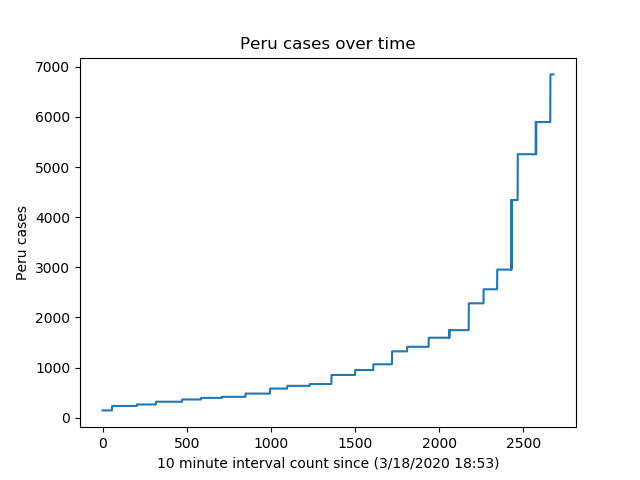 Peru cases over time
7000
6000
5000
4000
3000
2000
1000
0
Peru cases
0 500 1000 1500 2000 2500
10 minute interval count since (3/18/2020 18:53)